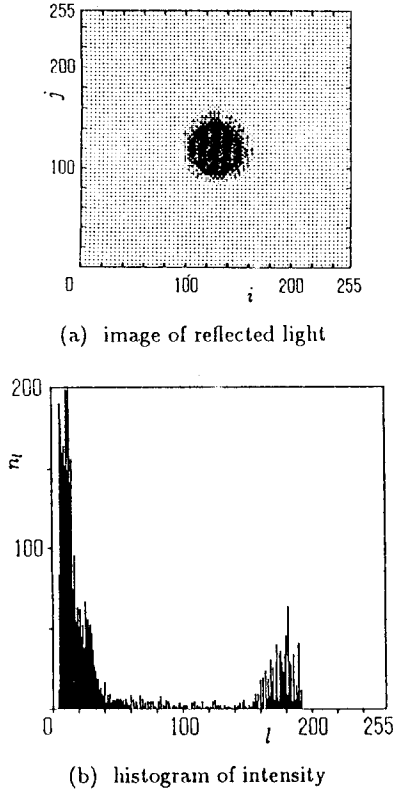 255
200
j
100
0 100 200 255
i
(a) image of reflected light
200
n_l
100
0 100 200 255
l
(b) histogram of intensity